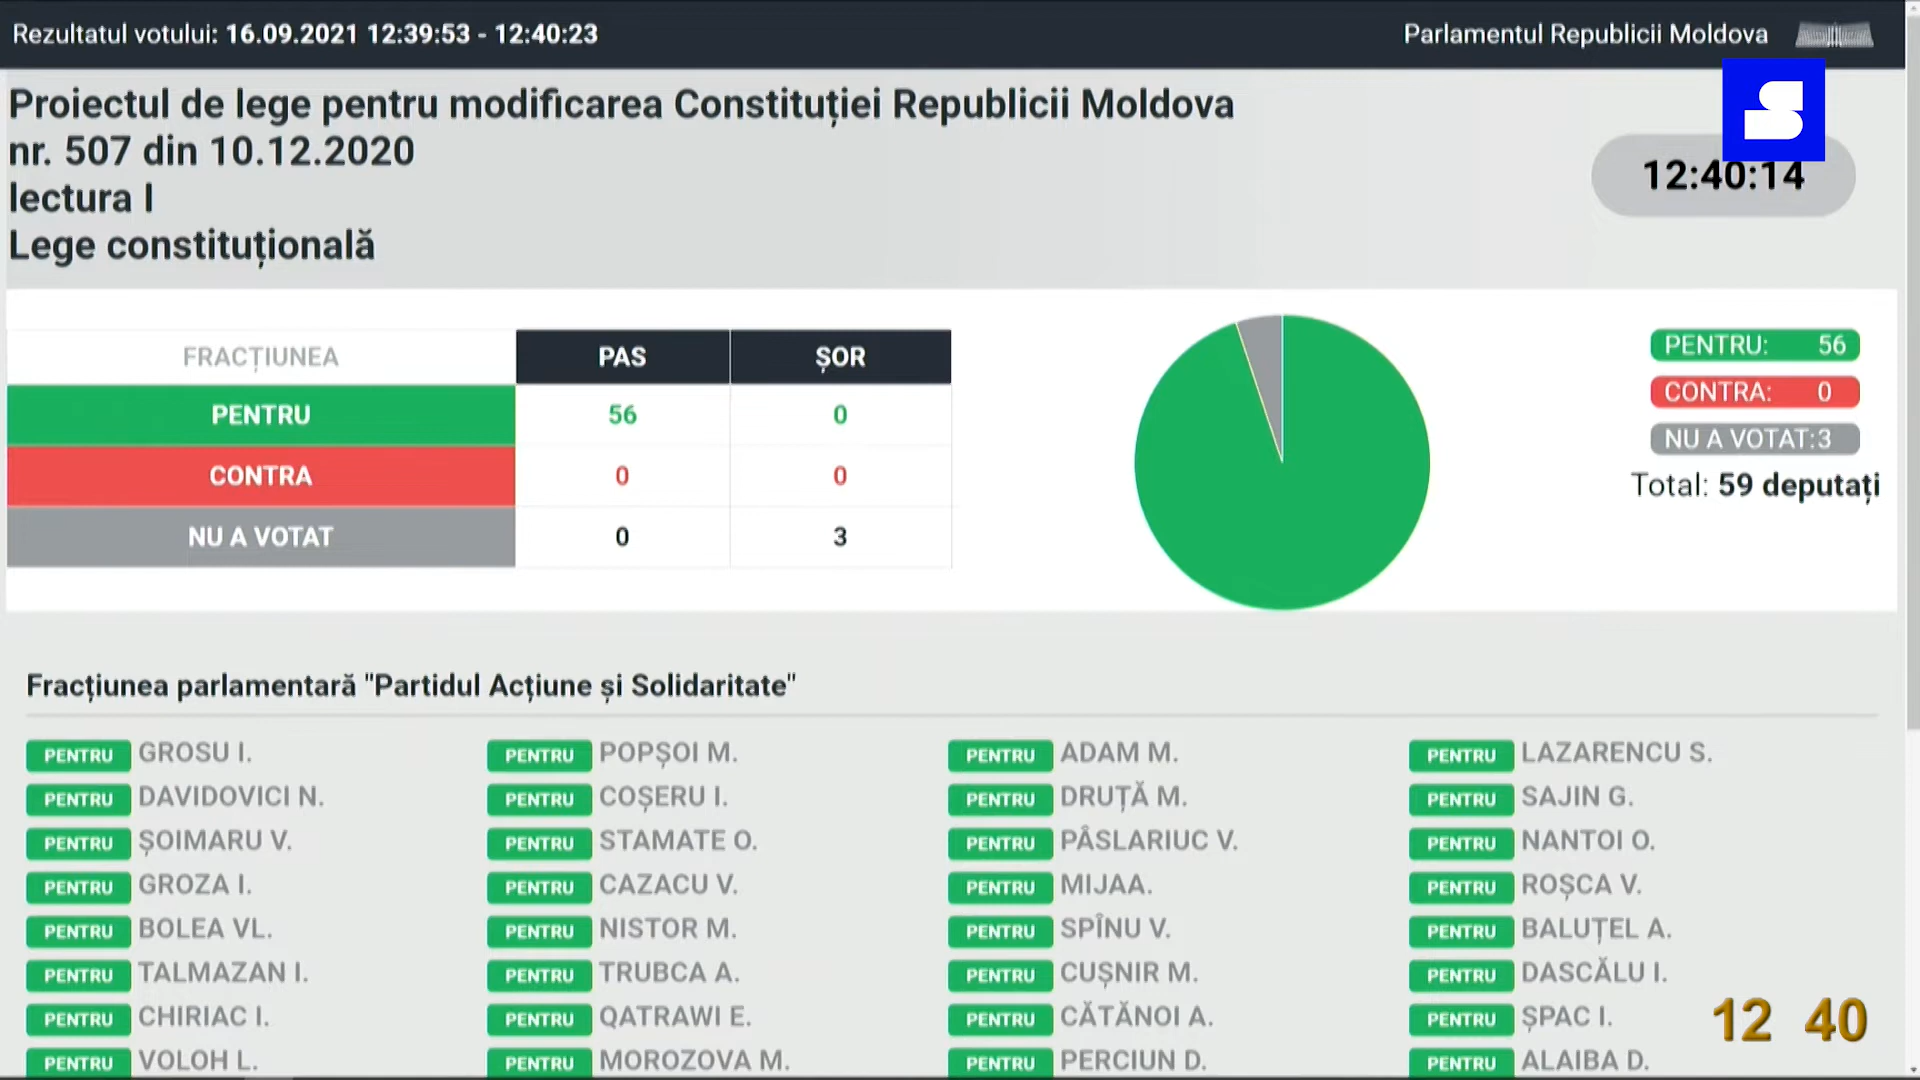 Rezultatul votului: 16.09.2021 12:39:53 - 12:40:23
Parlamentul Republicii Moldova
Proiectul de lege pentru modificarea Constituției Republicii Moldova
nr. 507 din 10.12.2020
lectura I
Lege constituțională
12:40:14
FRACȚIUNEA PAS ȘOR
PENTRU 56 0
CONTRA 0 0
NU A VOTAT 0 3
PENTRU: 56
CONTRA: 0
NU A VOTAT:3
Total: 59 deputați
Fracțiunea parlamentară "Partidul Acțiune și Solidaritate"
PENTRU GROSU I. PENTRU POPȘOI M. PENTRU ADAM M. PENTRU LAZARENCU S.
PENTRU DAVIDOVICI N. PENTRU COȘERU I. PENTRU DRUȚĂ M. PENTRU SAJIN G.
PENTRU ȘOIMARU V. PENTRU STAMATE O. PENTRU PÂSLARIUC V. PENTRU NANTOI O.
PENTRU GROZA I. PENTRU CAZACU V. PENTRU MIJAA. PENTRU ROȘCA V.
PENTRU BOLEA VL. PENTRU NISTOR M. PENTRU SPÎNU V. PENTRU BALUȚEL A.
PENTRU TALMAZAN I. PENTRU TRUBCA A. PENTRU CUȘNIR M. PENTRU DASCĂLU I.
PENTRU CHIRIAC I. PENTRU QATRAWI E. PENTRU CĂTĂNOI A. PENTRU ȘPAC I.
PENTRU VOLOH L. PENTRU MOROZOVA M. PENTRU PERCIUN D. PENTRU ALAIBA D.
12 40